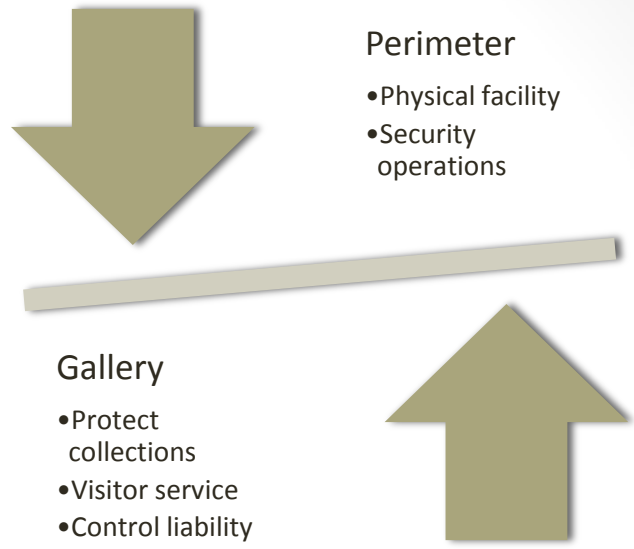 Perimeter
•Physical facility
•Security
operations
Gallery
•Protect
collections
•Visitor service
•Control liability